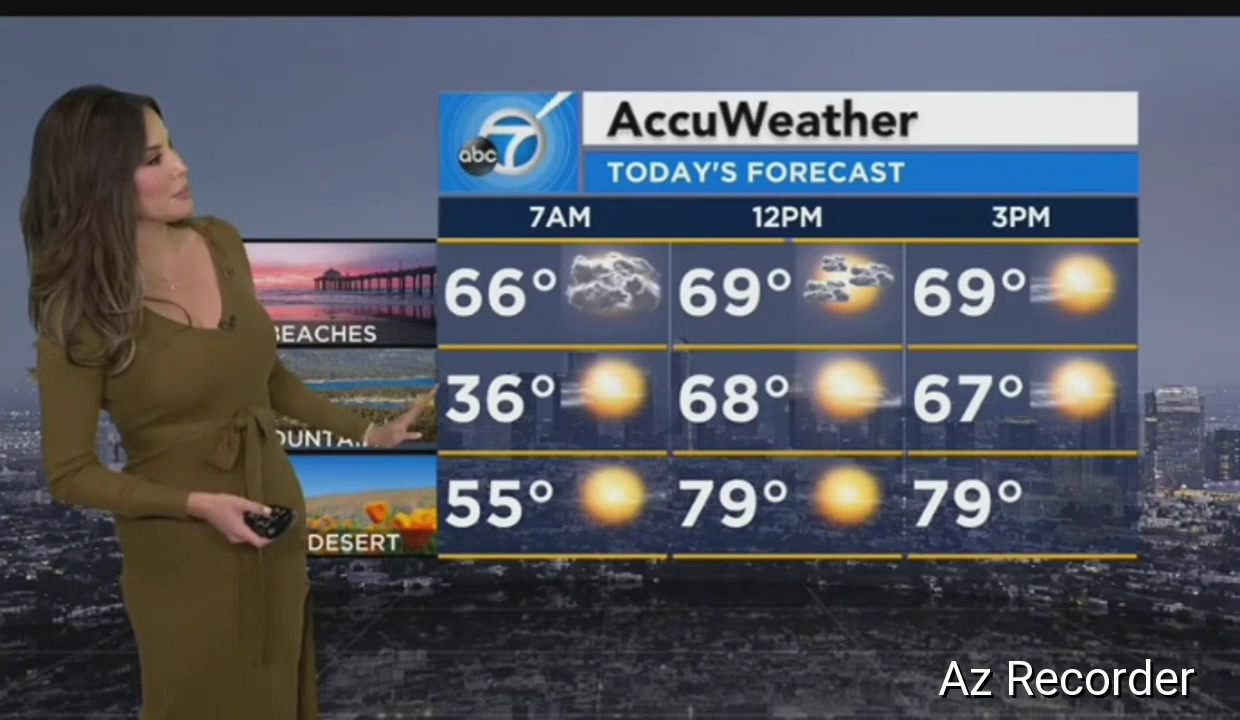 abc 7
AccuWeather
TODAY'S FORECAST
7AM 12PM 3PM
66° 69° 69°
BEACHES
36° 68° 67°
OUNTAI
55° 79° 79°
DESERT
Az Recorder